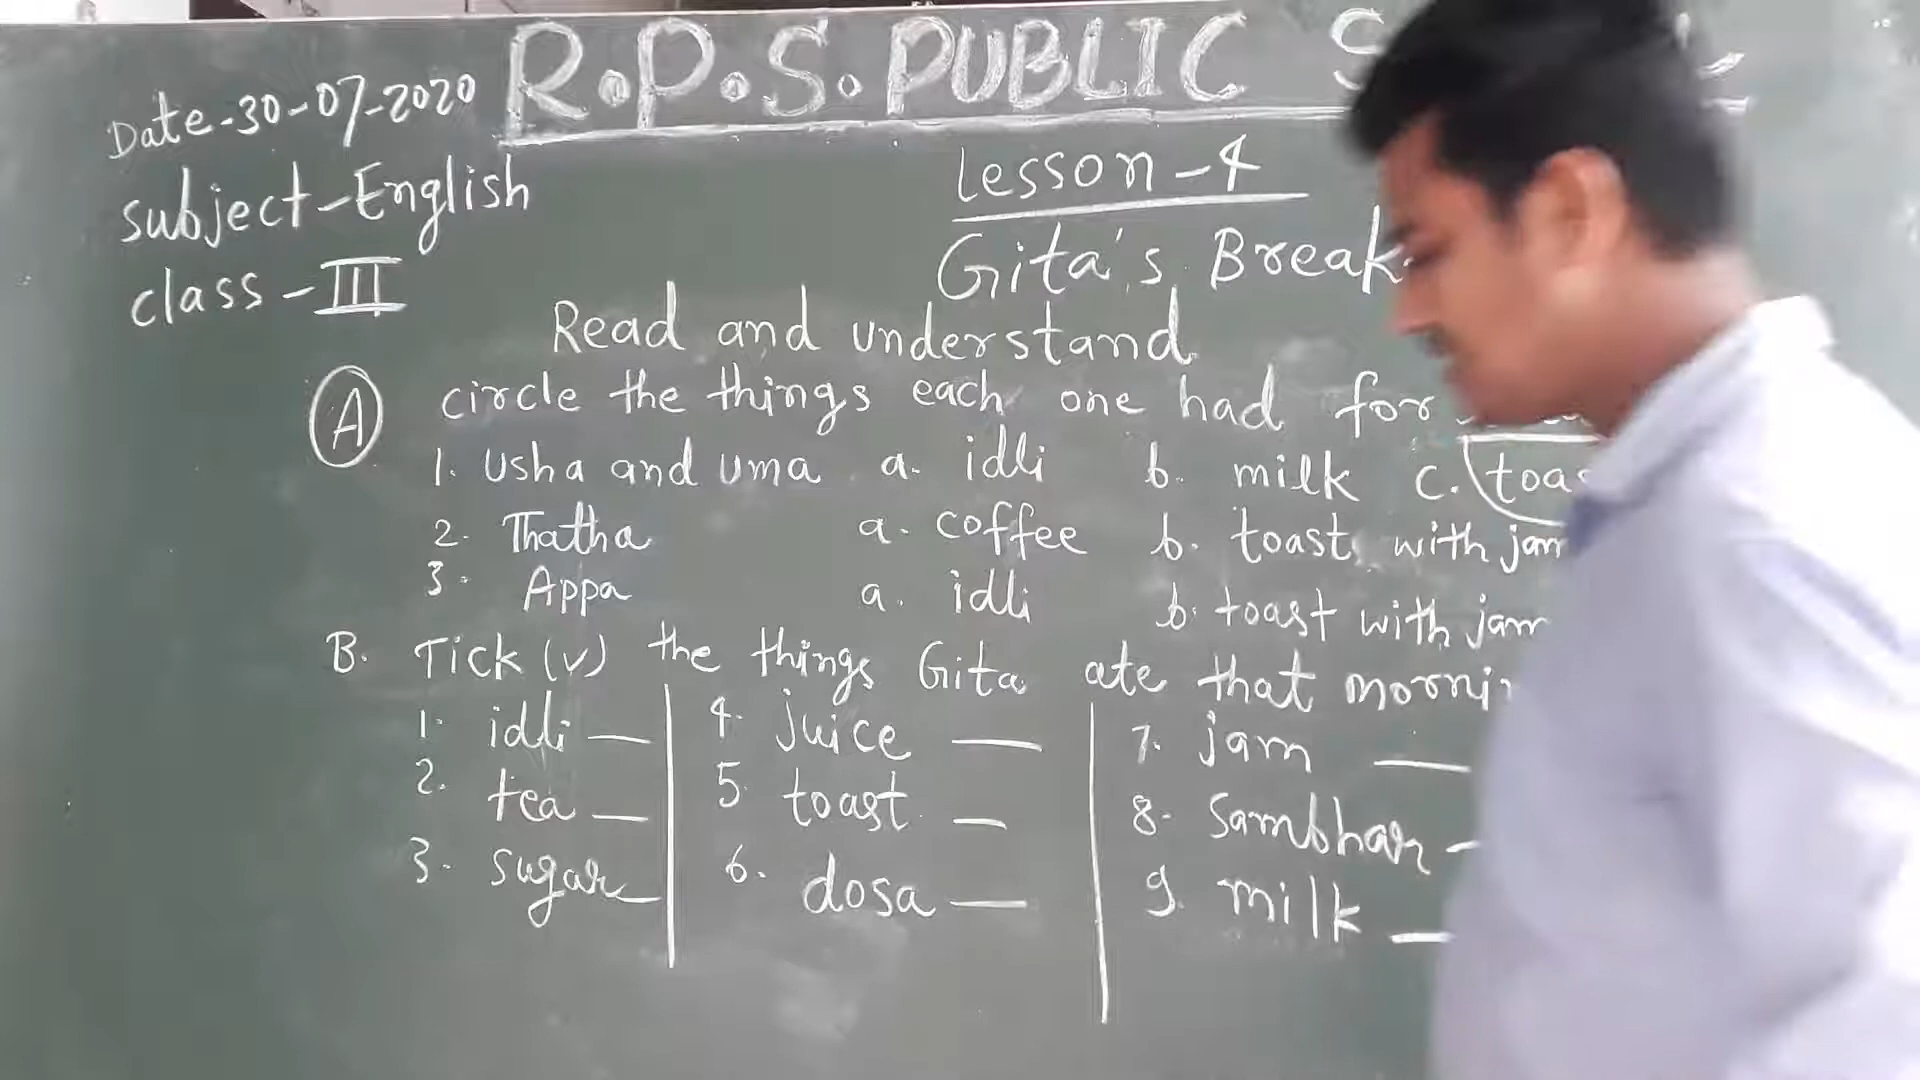 R.P.S. PUBLIC S
Date-30-07-2020
Subject-English
class-III
Lesson-4
Gita's Break
Read and understand
A circle the things each one had for
1. Usha and uma a. idli b. milk c. toas
2. Thatha a. coffee b. toast with jam
3. Appa a. idli b. toast with jam
B. Tick (v) the things Gita ate that morni
1. idli — 4. juice — 7. jam —
2. tea — 5. toast — 8. Sambhar -
3. sugar — 6. dosa — 9. milk —